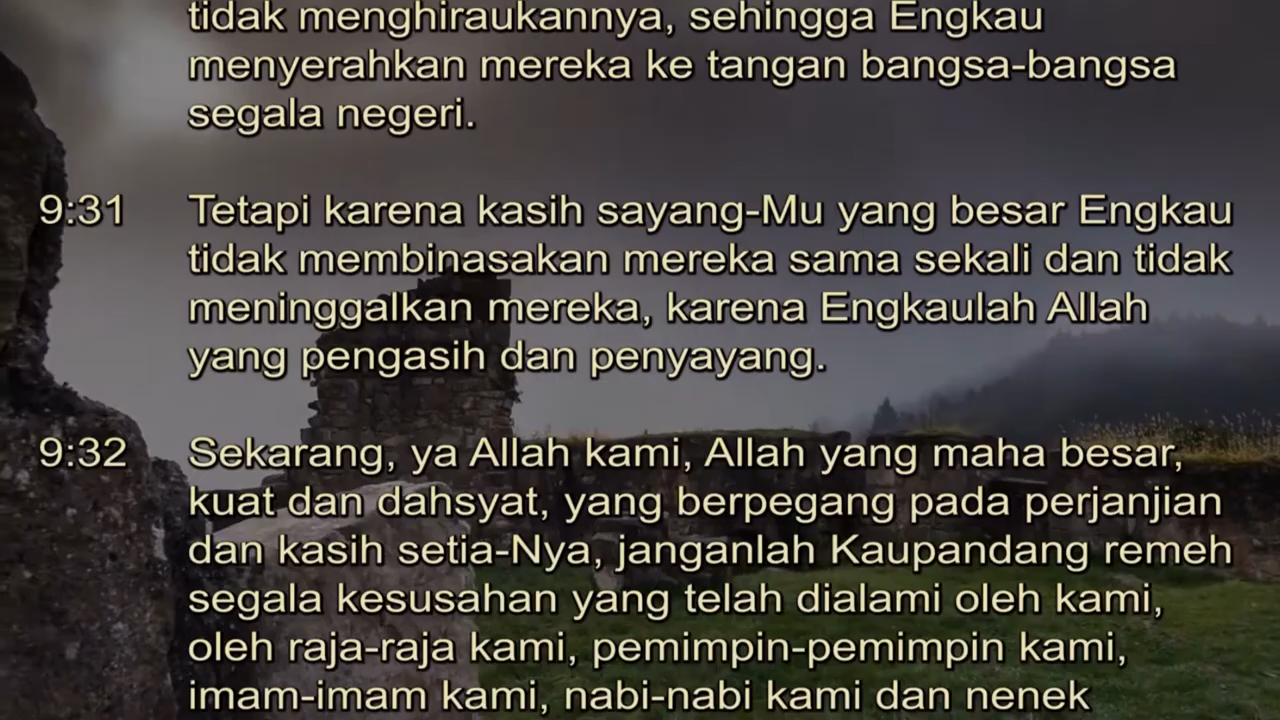 tidak menghiraukannya, sehingga Engkau
menyerahkan mereka ke tangan bangsa-bangsa
segala negeri.
9:31 Tetapi karena kasih sayang-Mu yang besar Engkau
tidak membinasakan mereka sama sekali dan tidak
meninggalkan mereka, karena Engkaulah Allah
yang pengasih dan penyayang.
9:32 Sekarang, ya Allah kami, Allah yang maha besar,
kuat dan dahsyat, yang berpegang pada perjanjian
dan kasih setia-Nya, janganlah Kaupandang remeh
segala kesusahan yang telah dialami oleh kami,
oleh raja-raja kami, pemimpin-pemimpin kami,
imam-imam kami, nabi-nabi kami dan nenek